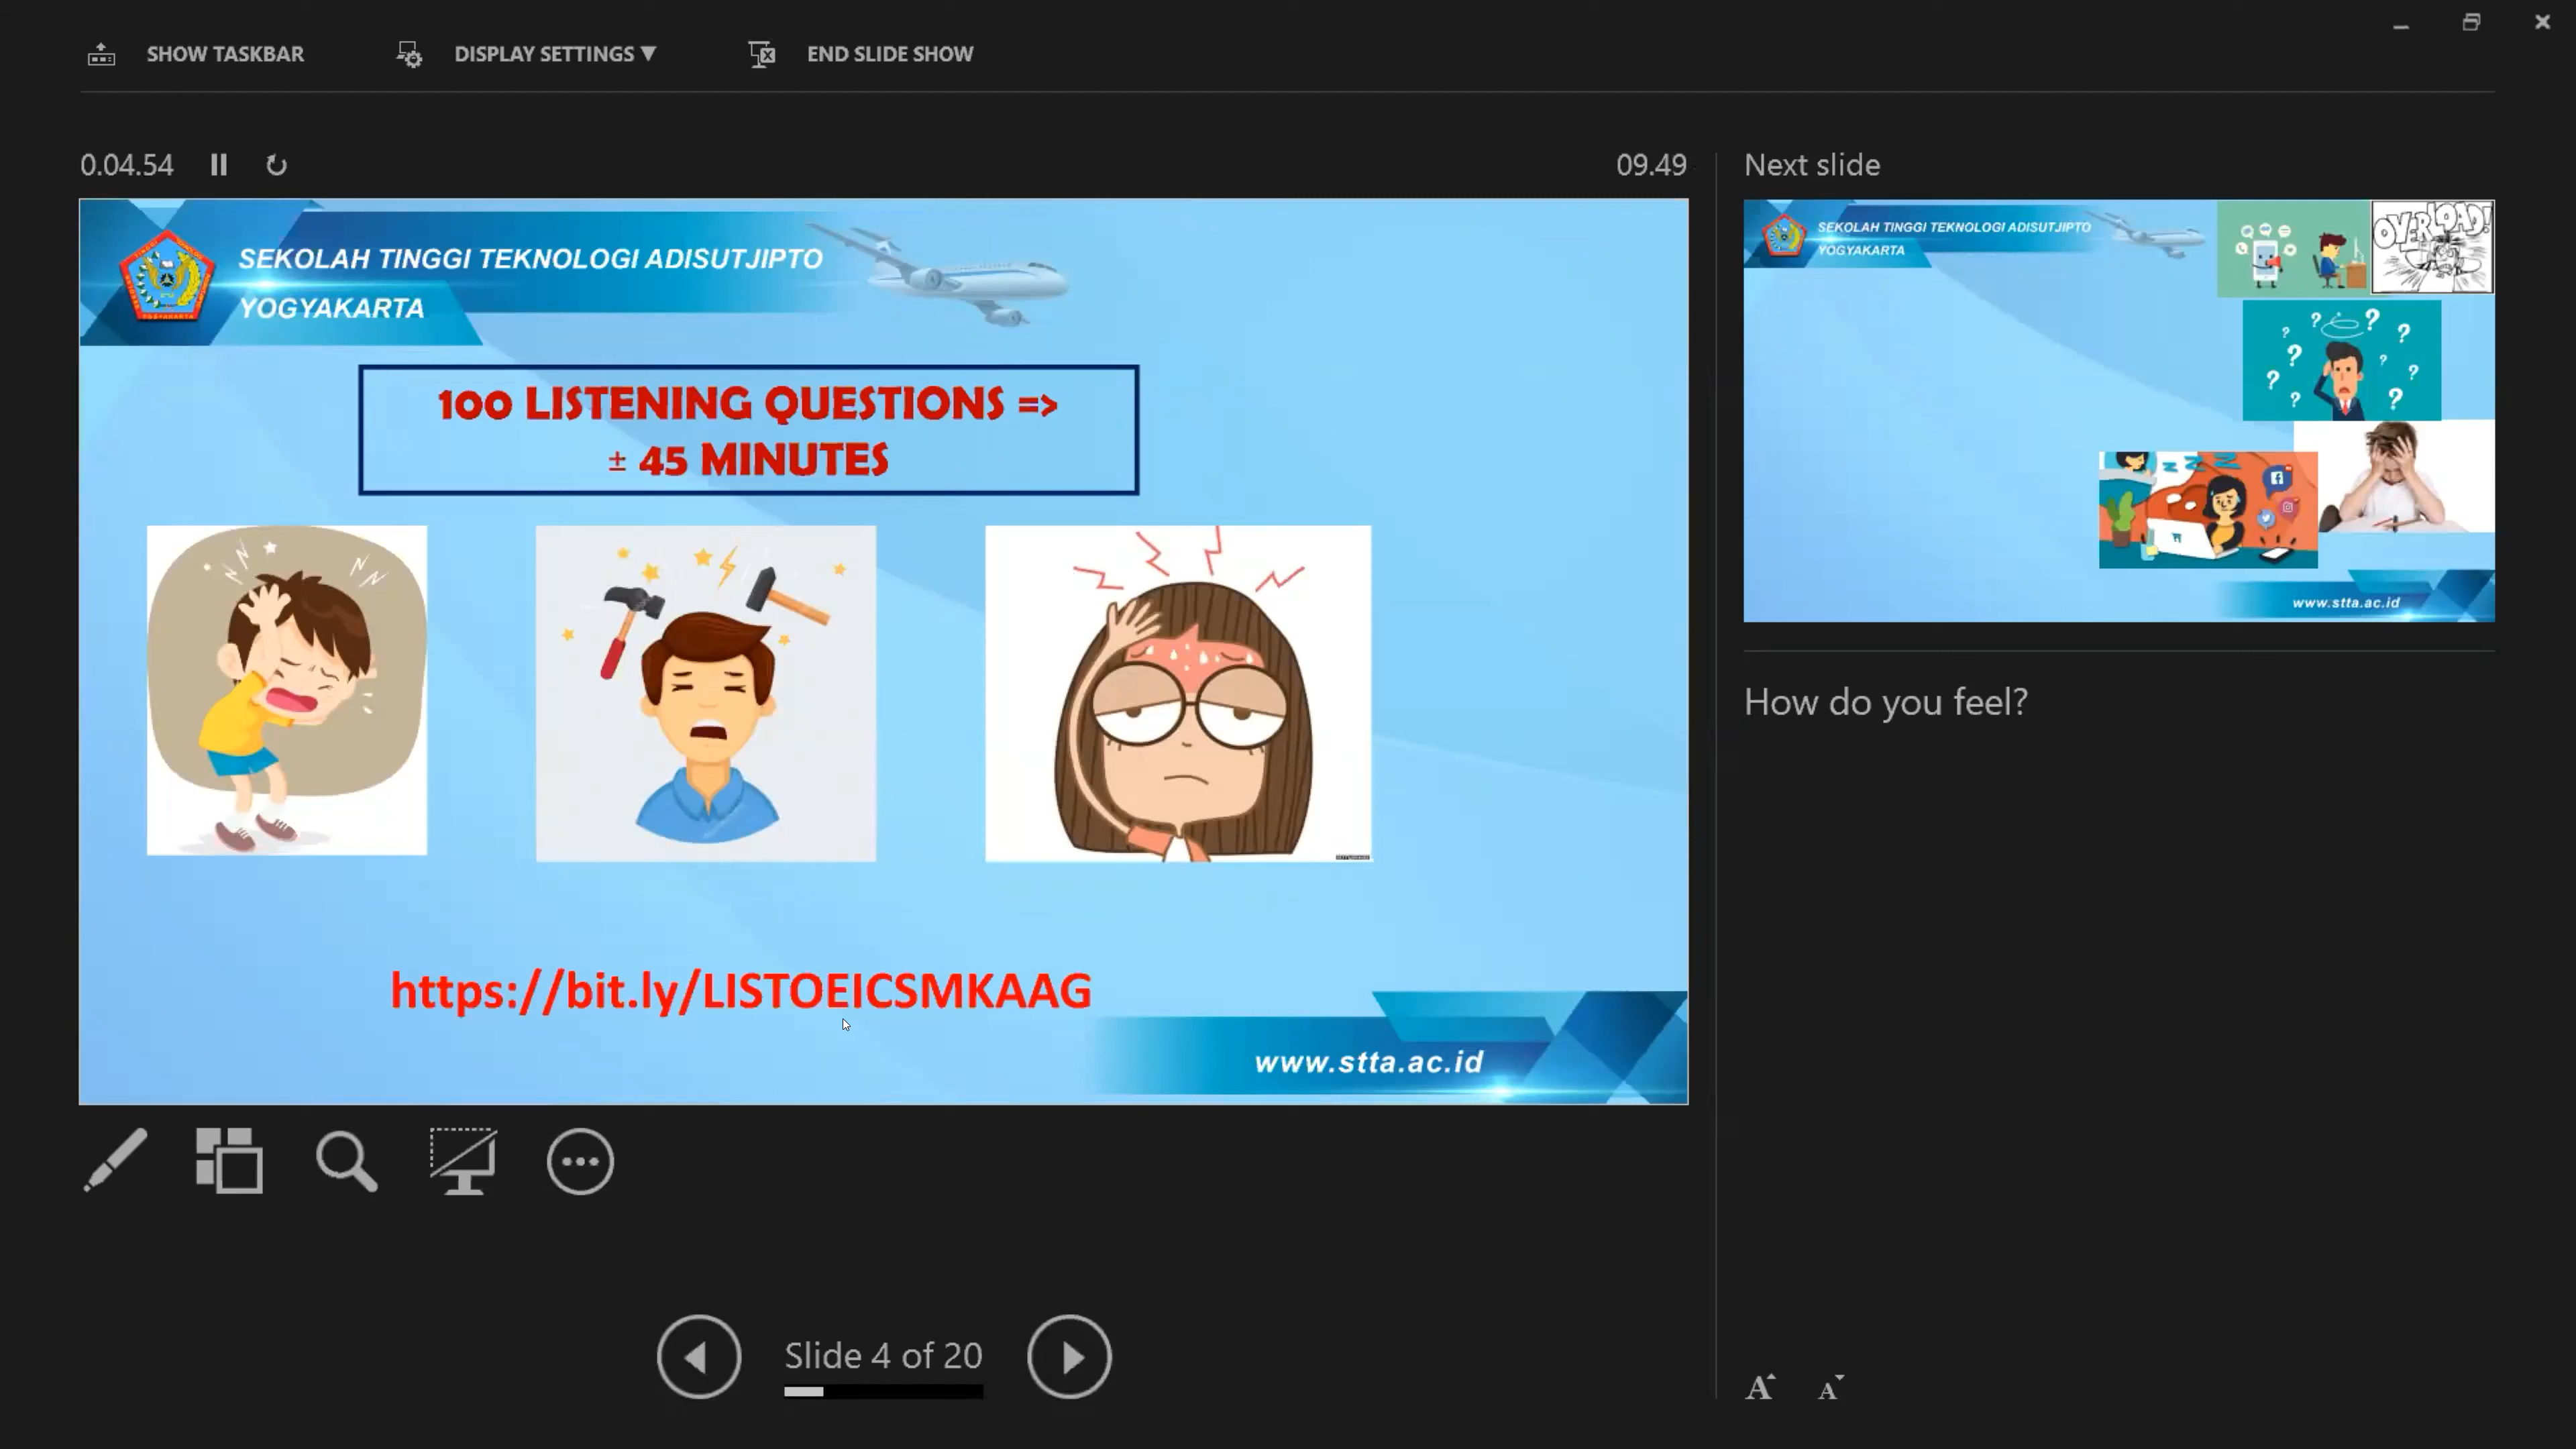 SHOW TASKBAR
DISPLAY SETTINGS ▼
END SLIDE SHOW
0.04.54
09.49
SEKOLAH TINGGI TEKNOLOGI ADISUTJIPTO
YOGYAKARTA
100 LISTENING QUESTIONS =>
± 45 MINUTES
https://bit.ly/LISTOEICSMKAAG
www.stta.ac.id
Slide 4 of 20
Next slide
SEKOLAH TINGGI TEKNOLOGI ADISUTJIPTO
YOGYAKARTA
OVERLOAD!
www.stta.ac.id
How do you feel?